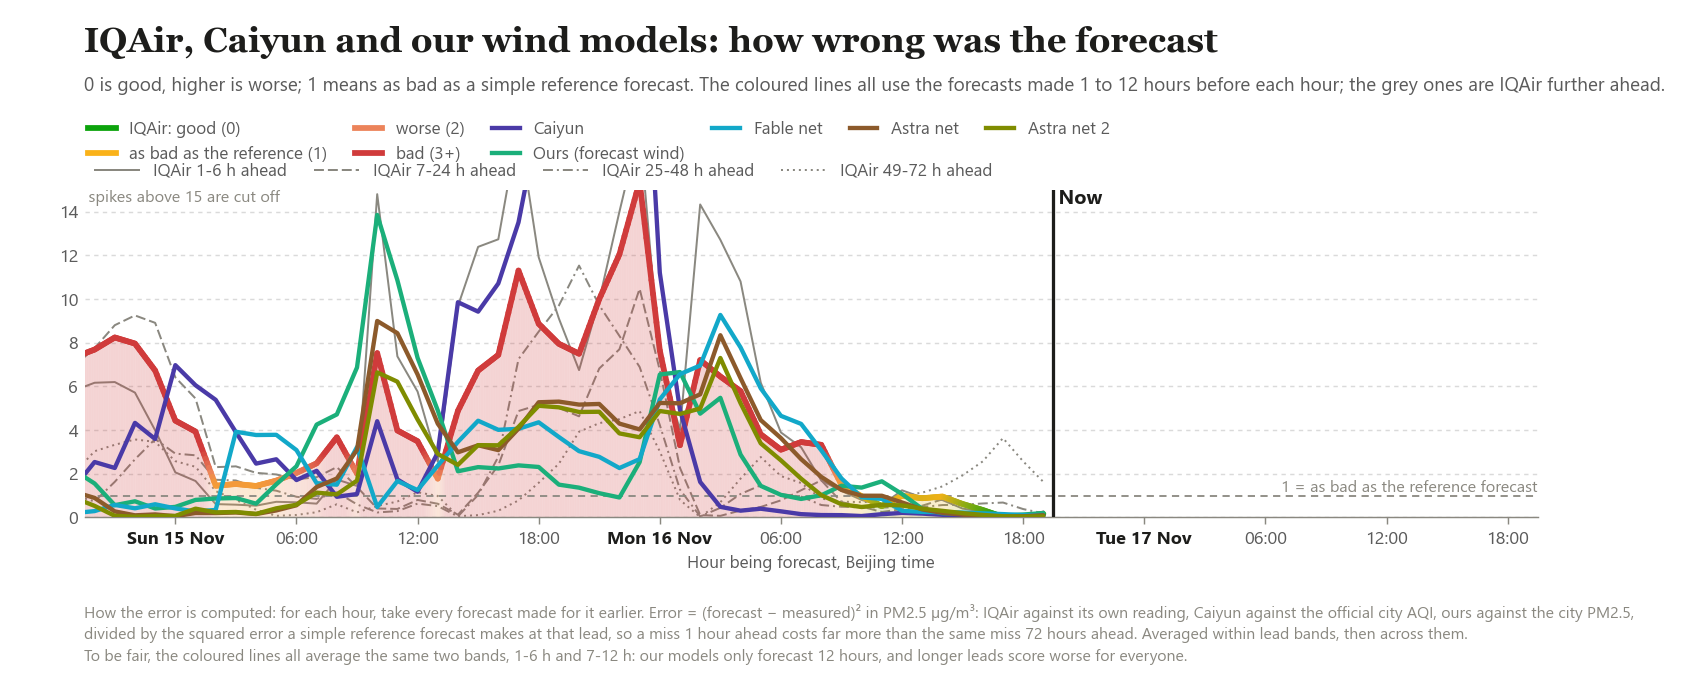 IQAir, Caiyun and our wind models: how wrong was the forecast
0 is good, higher is worse; 1 means as bad as a simple reference forecast. The coloured lines all use the forecasts made 1 to 12 hours before each hour; the grey ones are IQAir further ahead.
IQAir: good (0) worse (2) Caiyun Fable net Astra net Astra net 2
as bad as the reference (1) bad (3+) Ours (forecast wind)
IQAir 1-6 h ahead IQAir 7-24 h ahead IQAir 25-48 h ahead IQAir 49-72 h ahead
spikes above 15 are cut off
Now
14
12
10
8
6
4
2
1 = as bad as the reference forecast
0
Sun 15 Nov 06:00 12:00 18:00 Mon 16 Nov 06:00 12:00 18:00 Tue 17 Nov 06:00 12:00 18:00
Hour being forecast, Beijing time
How the error is computed: for each hour, take every forecast made for it earlier. Error = (forecast − measured)² in PM2.5 µg/m³: IQAir against its own reading, Caiyun against the official city AQI, ours against the city PM2.5,
divided by the squared error a simple reference forecast makes at that lead, so a miss 1 hour ahead costs far more than the same miss 72 hours ahead. Averaged within lead bands, then across them.
To be fair, the coloured lines all average the same two bands, 1-6 h and 7-12 h: our models only forecast 12 hours, and longer leads score worse for everyone.